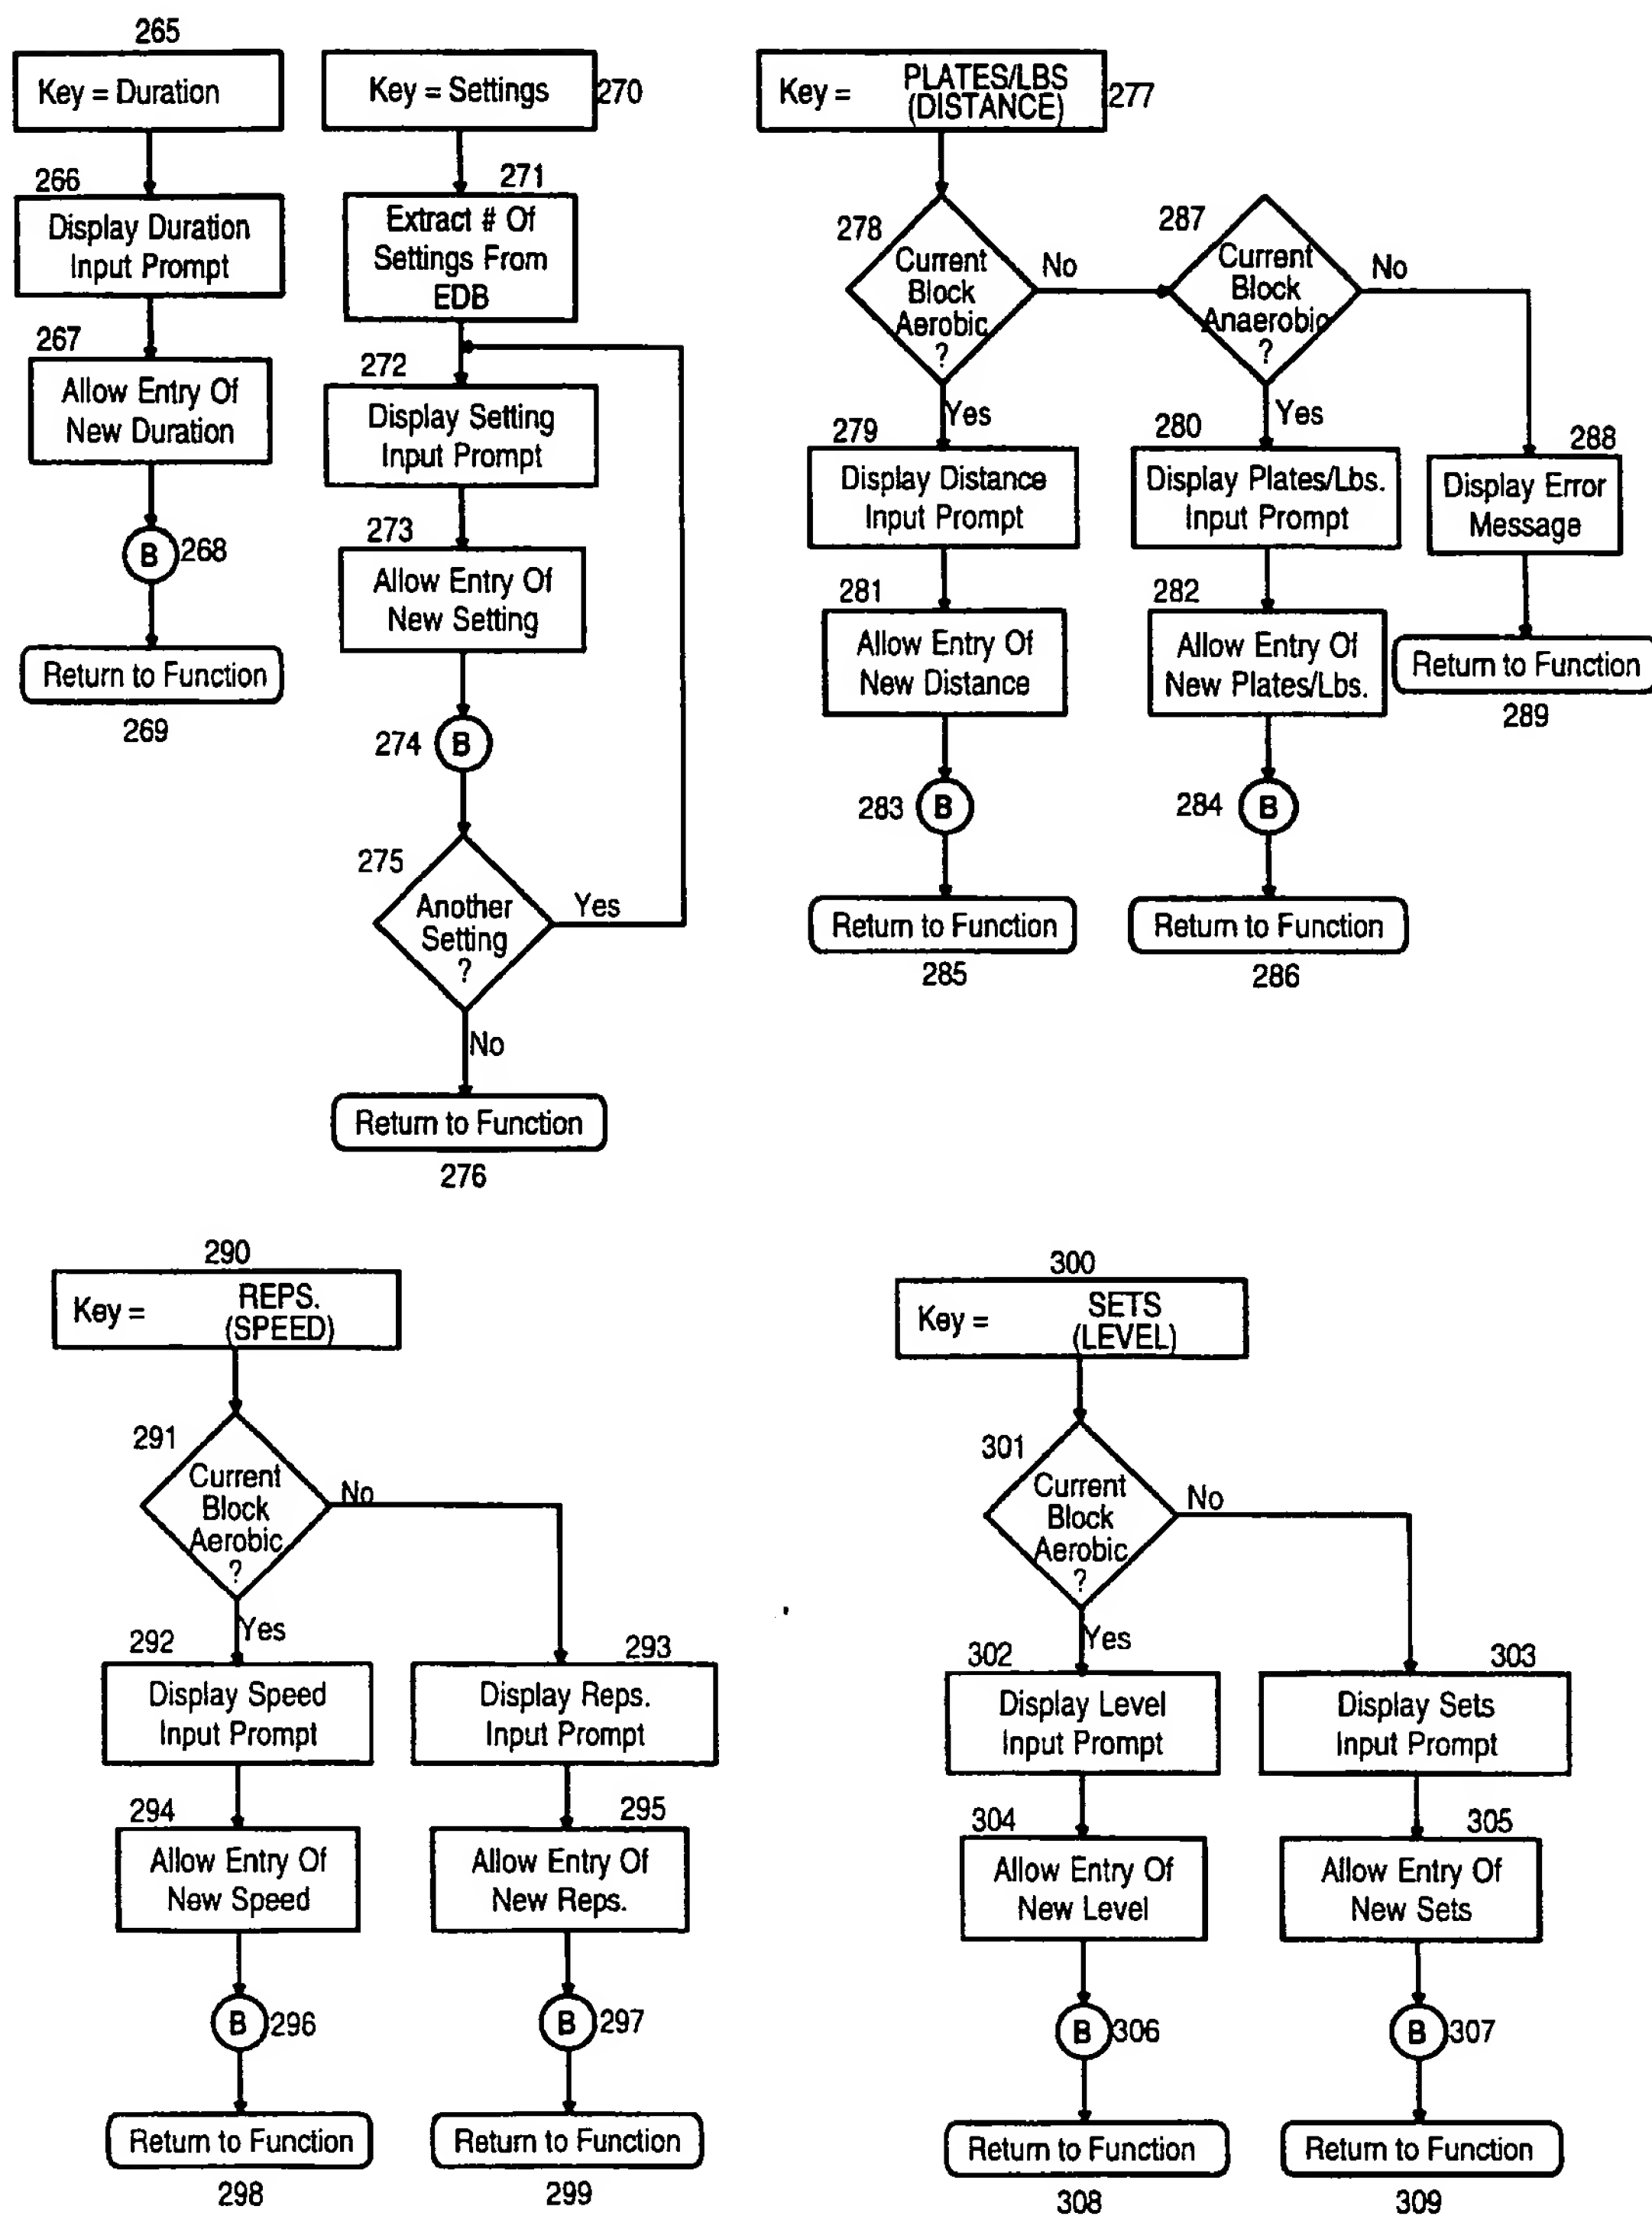 265
Key = Duration
266
Display Duration
Input Prompt
267
Allow Entry Of
New Duration
B 268
Return to Function
269
Key = Settings 270
271
Extract # Of
Settings From
EDB
272
Display Setting
Input Prompt
273
Allow Entry Of
New Setting
274 B
275
Another
Setting
?
Yes
No
Return to Function
276
Key = PLATES/LBS
(DISTANCE)
277
278
Current
Block
Aerobic
?
No
Yes
287
Current
Block
Anaerobic
?
No
Yes
279
Display Distance
Input Prompt
281
Allow Entry Of
New Distance
283 B
Return to Function
285
280
Display Plates/Lbs.
Input Prompt
282
Allow Entry Of
New Plates/Lbs.
284 B
Return to Function
286
288
Display Error
Message
Return to Function
289
290
Key = REPS.
(SPEED)
291
Current
Block
Aerobic
?
No
Yes
292
Display Speed
Input Prompt
294
Allow Entry Of
New Speed
B 296
Return to Function
298
293
Display Reps.
Input Prompt
295
Allow Entry Of
New Reps.
B 297
Return to Function
299
300
Key = SETS
(LEVEL)
301
Current
Block
Aerobic
?
No
Yes
302
Display Level
Input Prompt
304
Allow Entry Of
New Level
B 306
Return to Function
308
303
Display Sets
Input Prompt
305
Allow Entry Of
New Sets
B 307
Return to Function
309